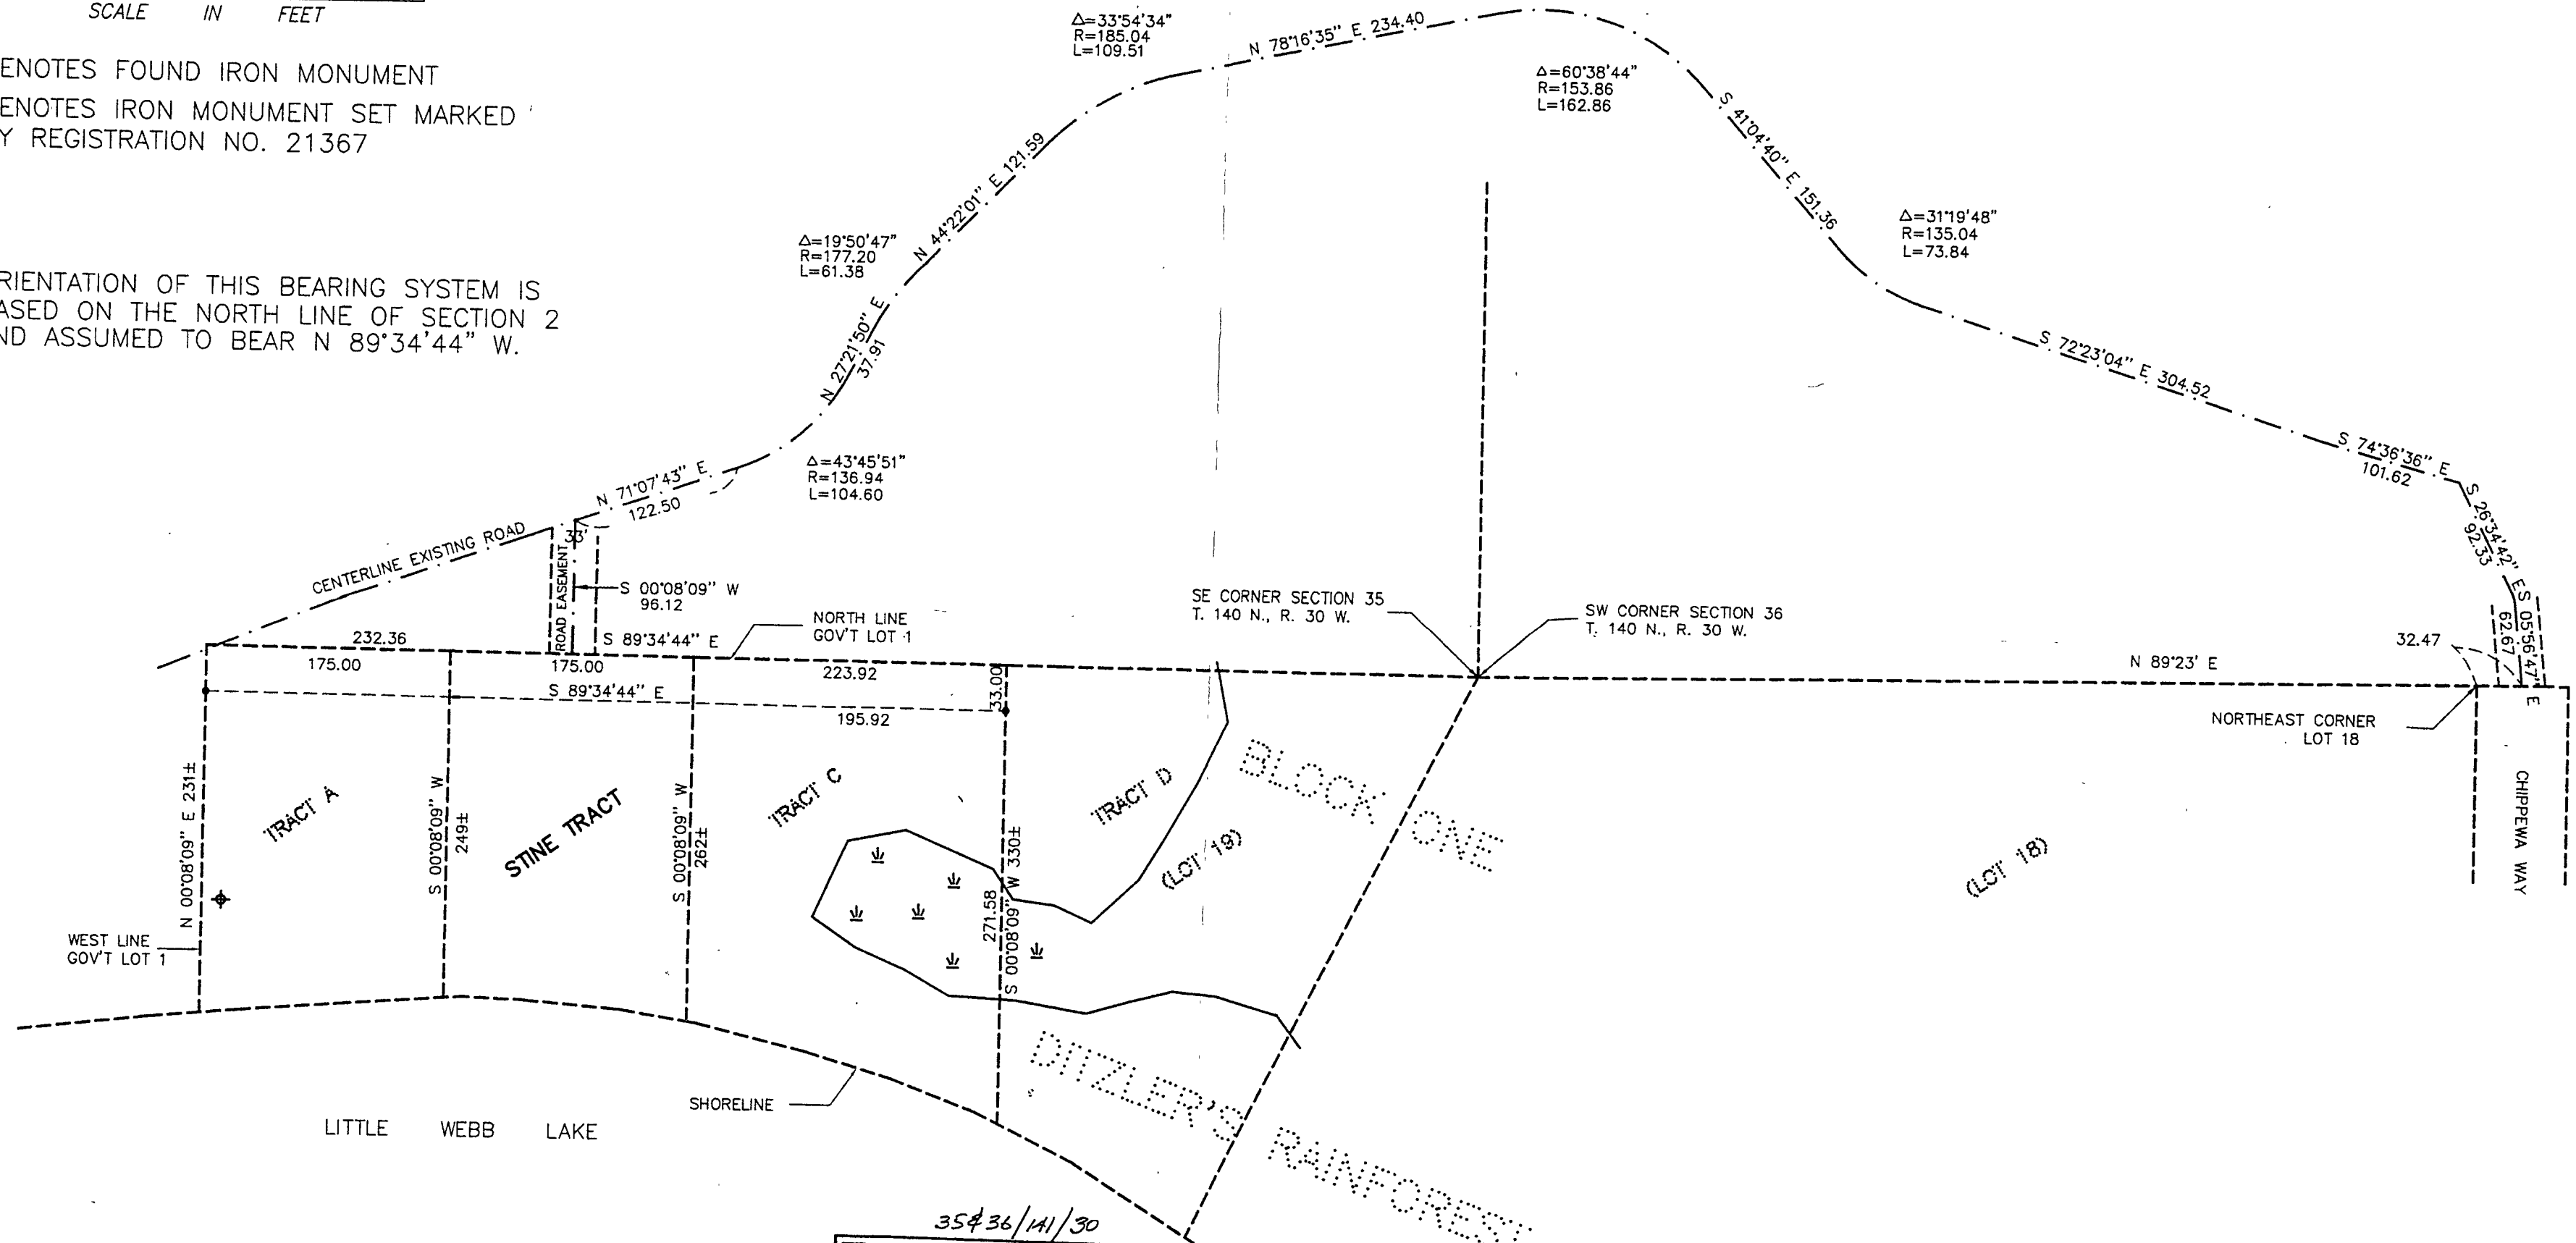 SCALE IN FEET
ENOTES FOUND IRON MONUMENT
ENOTES IRON MONUMENT SET MARKED
Y REGISTRATION NO. 21367
RIENTATION OF THIS BEARING SYSTEM IS
ASED ON THE NORTH LINE OF SECTION 2
ND ASSUMED TO BEAR N 89°34'44" W.
Δ=33°54'34"
R=185.04
L=109.51
N 78°16'35" E 234.40
Δ=60°38'44"
R=153.86
L=162.86
S 41°04'40" E 151.36
N 44°22'01" E 121.59
Δ=19°50'47"
R=177.20
L=61.38
Δ=31°19'48"
R=135.04
L=73.84
N 27°21'50" E
37.91
S 72°23'04" E 304.52
Δ=43°45'51"
R=136.94
L=104.60
N 71°07'43" E
122.50
S 74°36'36" E
101.62
S 26°34'42" E
92.33
S 05°56'47" E
62.67
CENTERLINE EXISTING ROAD
33'
ROAD EASEMENT
S 00°08'09" W
96.12
NORTH LINE
GOV'T LOT 1
SE CORNER SECTION 35
T. 140 N., R. 30 W.
SW CORNER SECTION 36
T. 140 N., R. 30 W.
232.36
S 89°34'44" E
175.00
175.00
223.92
33.00
N 89°23' E
32.47
S 89°34'44" E
195.92
NORTHEAST CORNER
LOT 18
N 00°08'09" E 231±
TRACT A
S 00°08'09" W
249±
STINE TRACT
S 00°08'09" W
262±
TRACT C
S 00°08'09" W 330±
271.58
TRACT D
(LOT 19)
BLOCK ONE
(LOT 18)
CHIPPEWA WAY
WEST LINE
GOV'T LOT 1
SHORELINE
LITTLE WEBB LAKE
DITZLER'S RAINFOREST
35&36/141/30